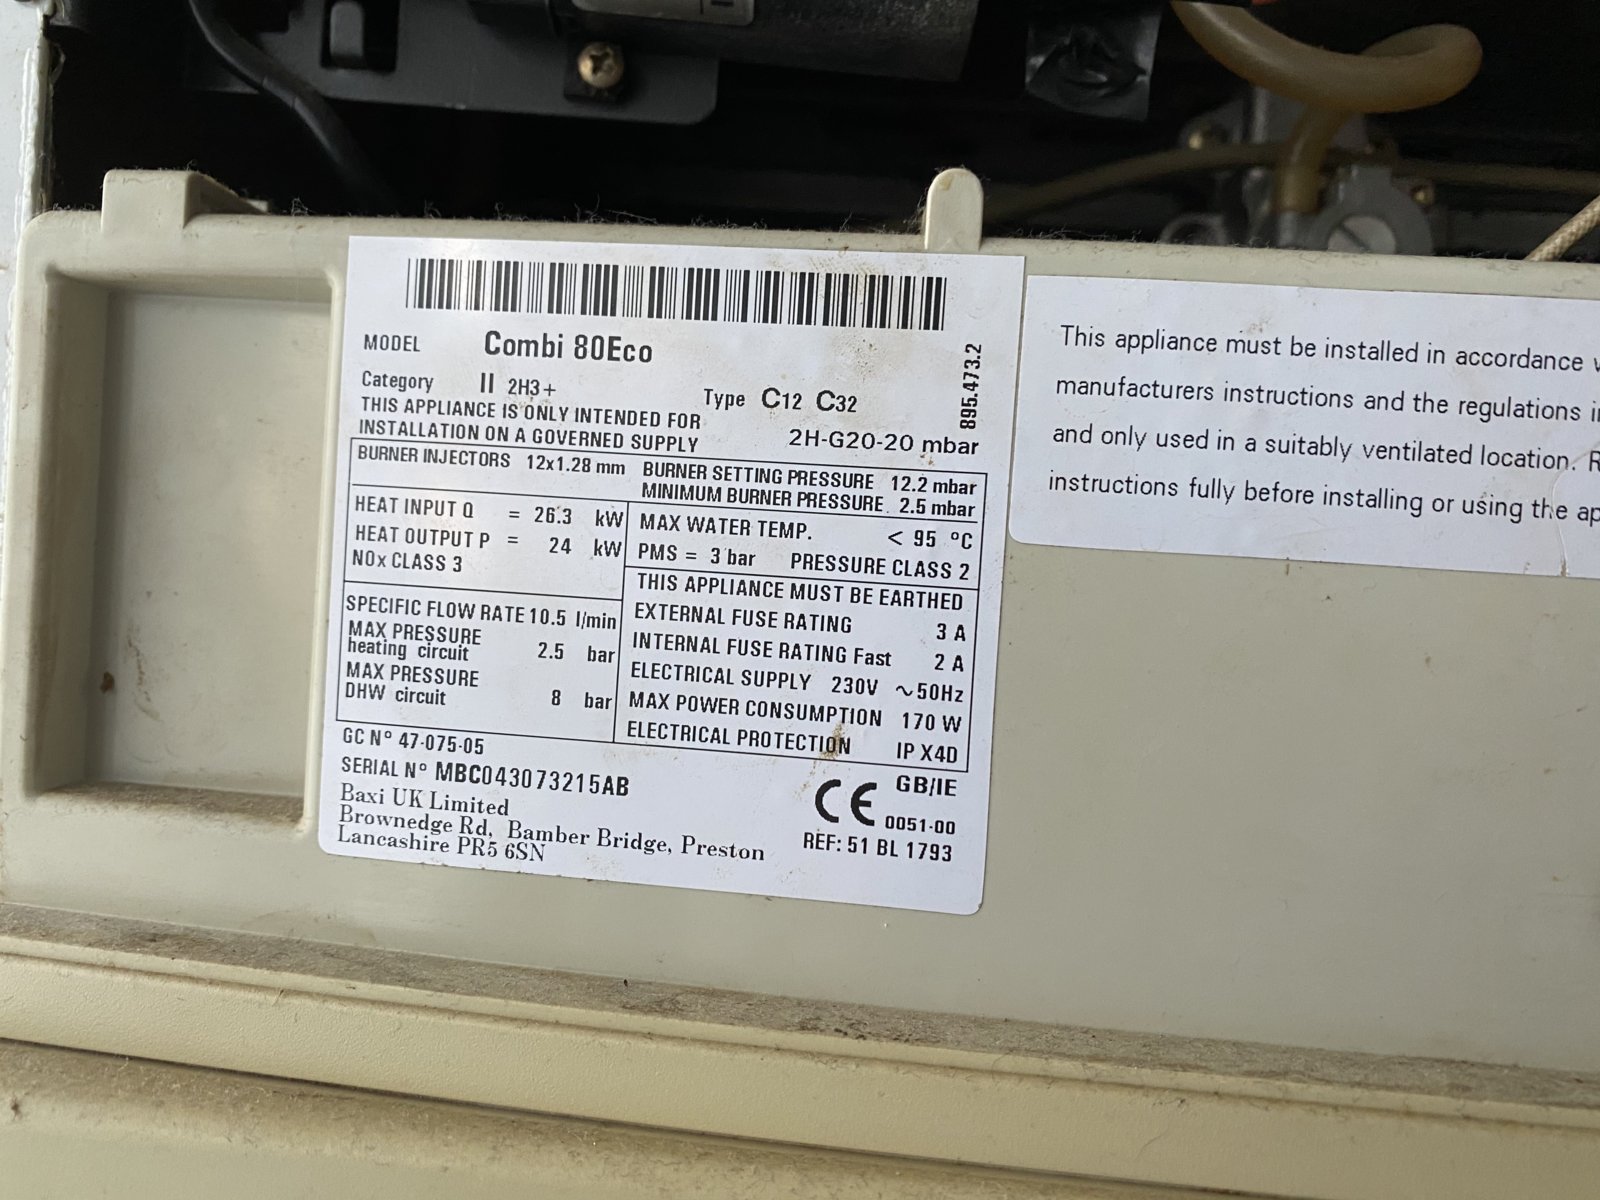 MODEL Combi 80Eco
Category II 2H3+ Type C12 C32
THIS APPLIANCE IS ONLY INTENDED FOR
INSTALLATION ON A GOVERNED SUPPLY 2H-G20-20 mbar
895.473.2
BURNER INJECTORS 12x1.28 mm
BURNER SETTING PRESSURE 12.2 mbar
MINIMUM BURNER PRESSURE. 2.5 mbar
HEAT INPUT Q = 26.3 kW
HEAT OUTPUT P = 24 kW
NOx CLASS 3
MAX WATER TEMP. < 95 °C
PMS = 3 bar PRESSURE CLASS 2
SPECIFIC FLOW RATE 10.5 l/min
MAX PRESSURE
heating circuit 2.5 bar
MAX PRESSURE
DHW circuit 8 bar
THIS APPLIANCE MUST BE EARTHED
EXTERNAL FUSE RATING 3 A
INTERNAL FUSE RATING Fast 2 A
ELECTRICAL SUPPLY 230V ~50Hz
MAX POWER CONSUMPTION 170 W
ELECTRICAL PROTECTION IP X4D
GC N° 47-075-05
SERIAL N° MBC043073215AB
Baxi UK Limited
Brownedge Rd, Bamber Bridge, Preston
Lancashire PR5 6SN
CE GB/IE
0051-00
REF: 51 BL 1793
This appliance must be installed in accordance
manufacturers instructions and the regulations
and only used in a suitably ventilated location.
instructions fully before installing or using the